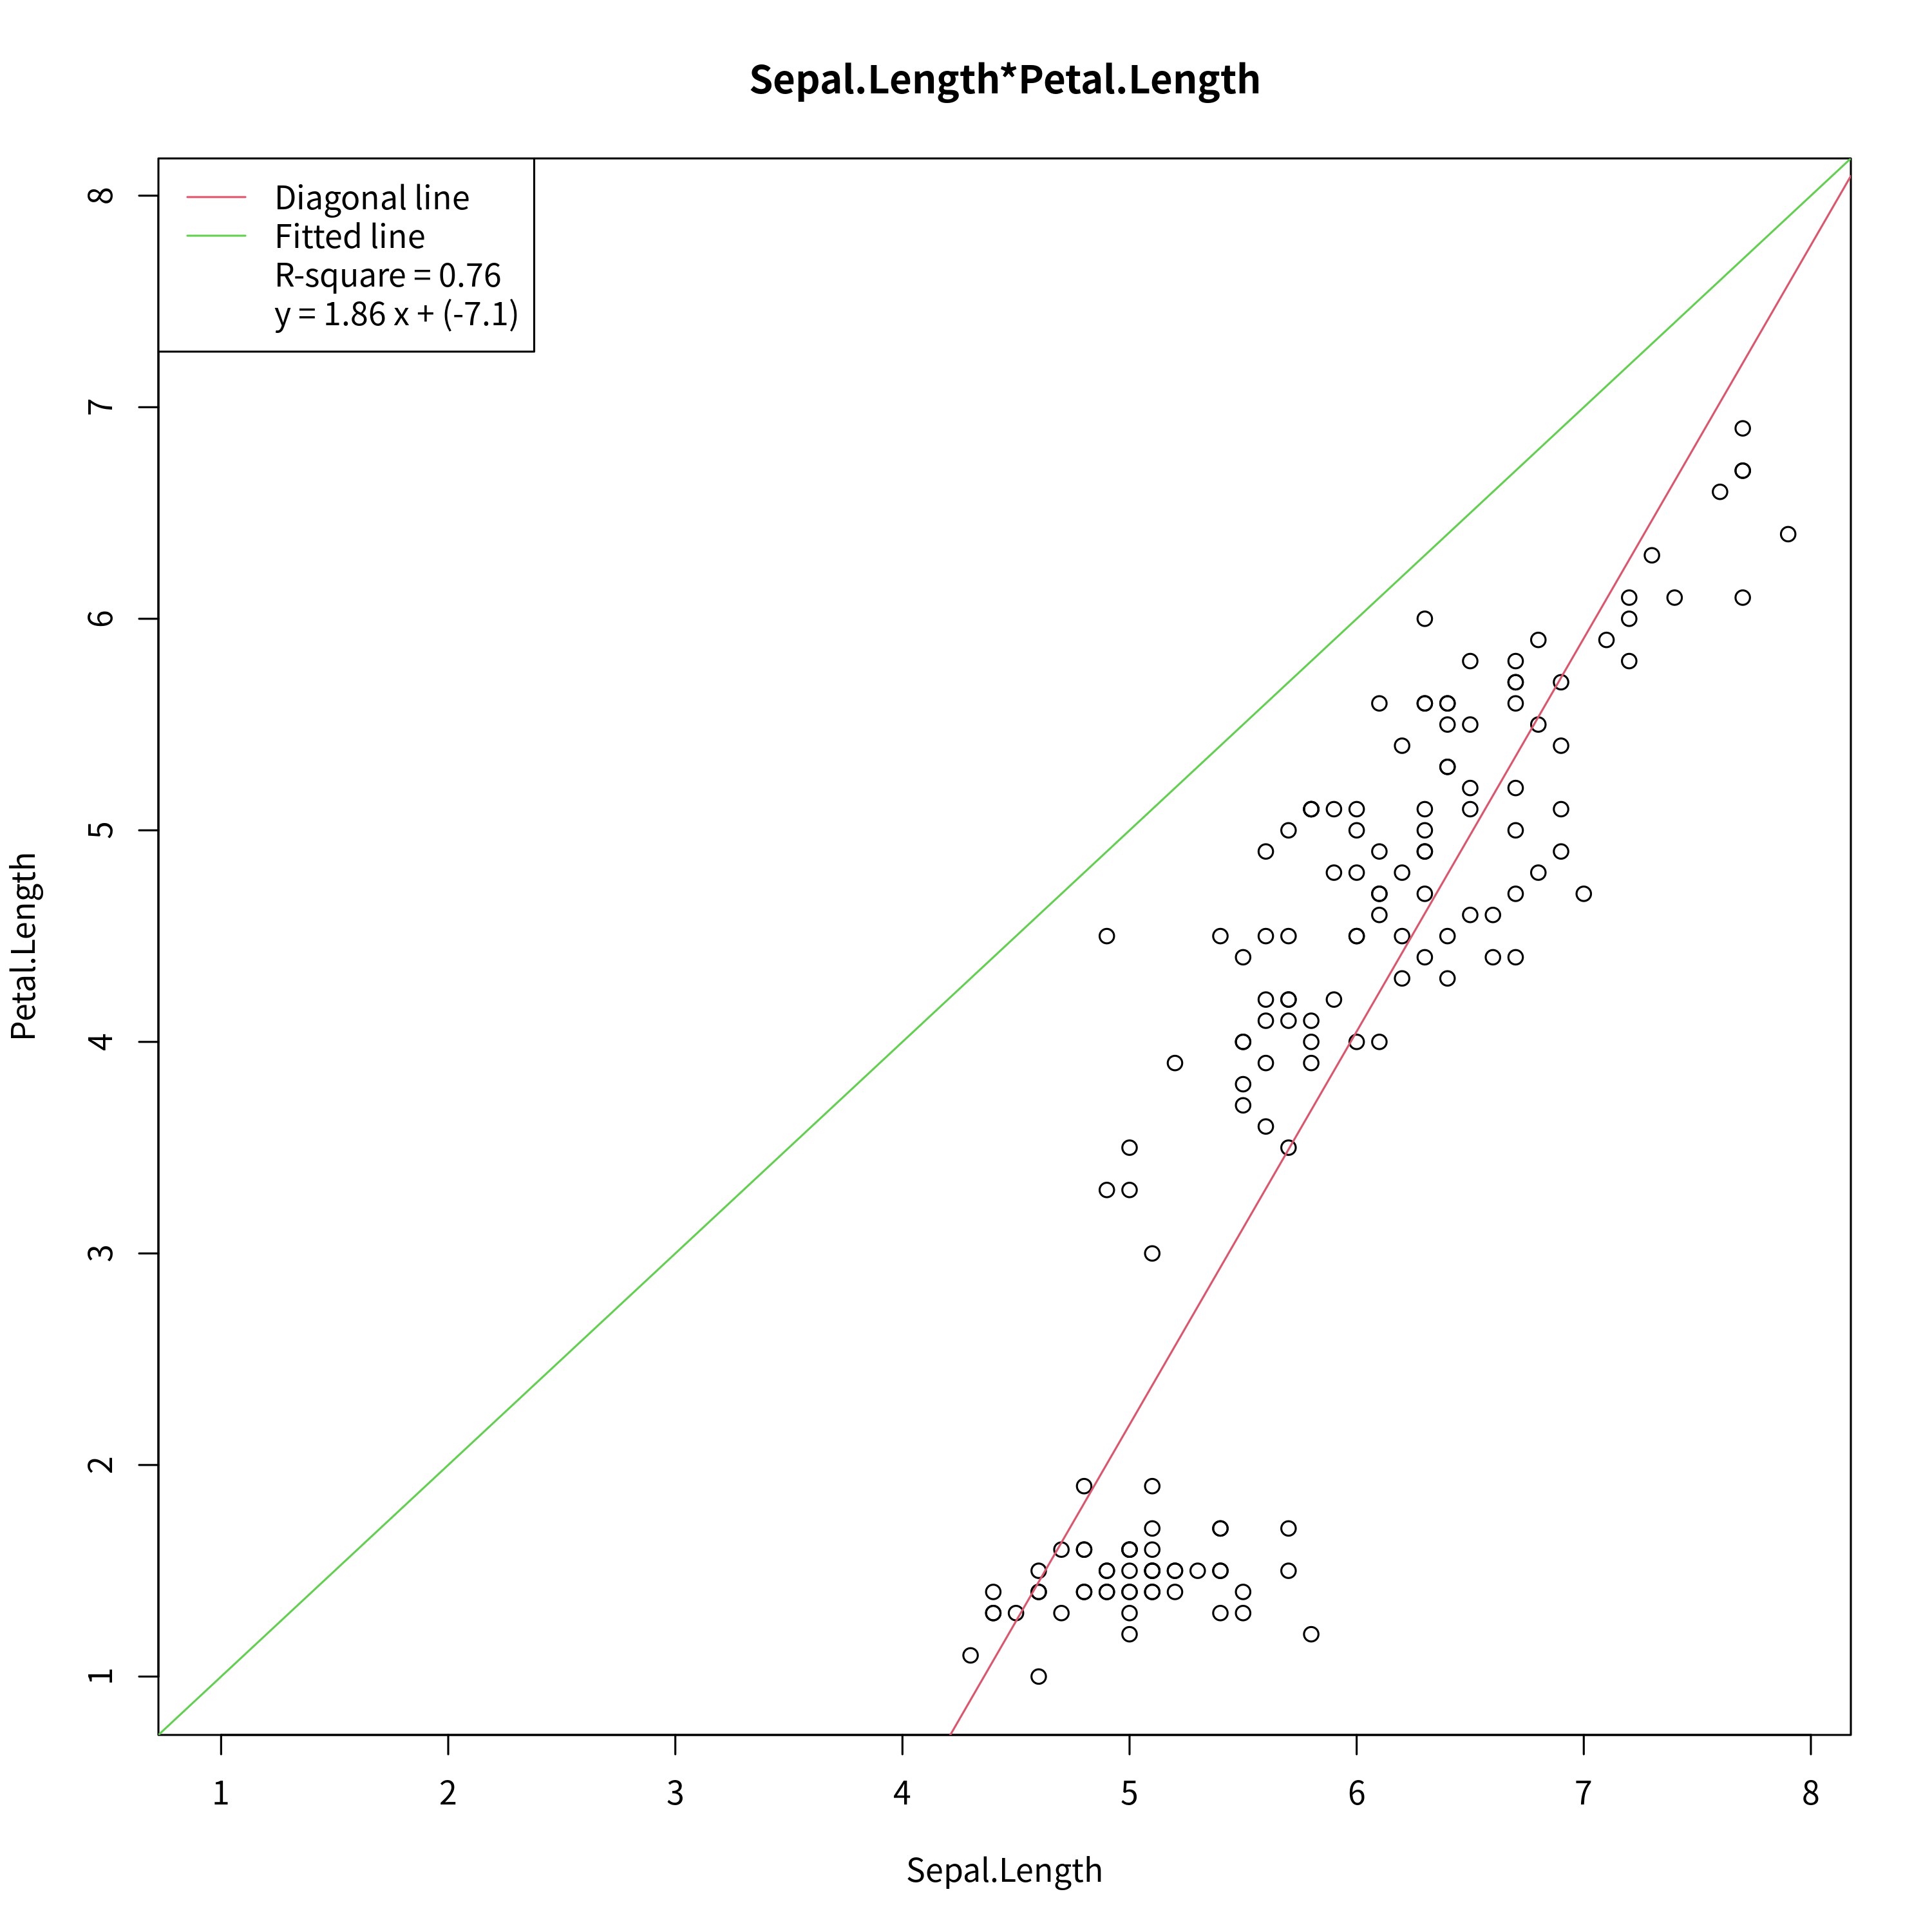 Sepal.Length*Petal.Length
Diagonal line
Fitted line
R-square = 0.76
y = 1.86 x + (-7.1)
8
7
6
5
4
3
2
1
Petal.Length
1 2 3 4 5 6 7 8
Sepal.Length